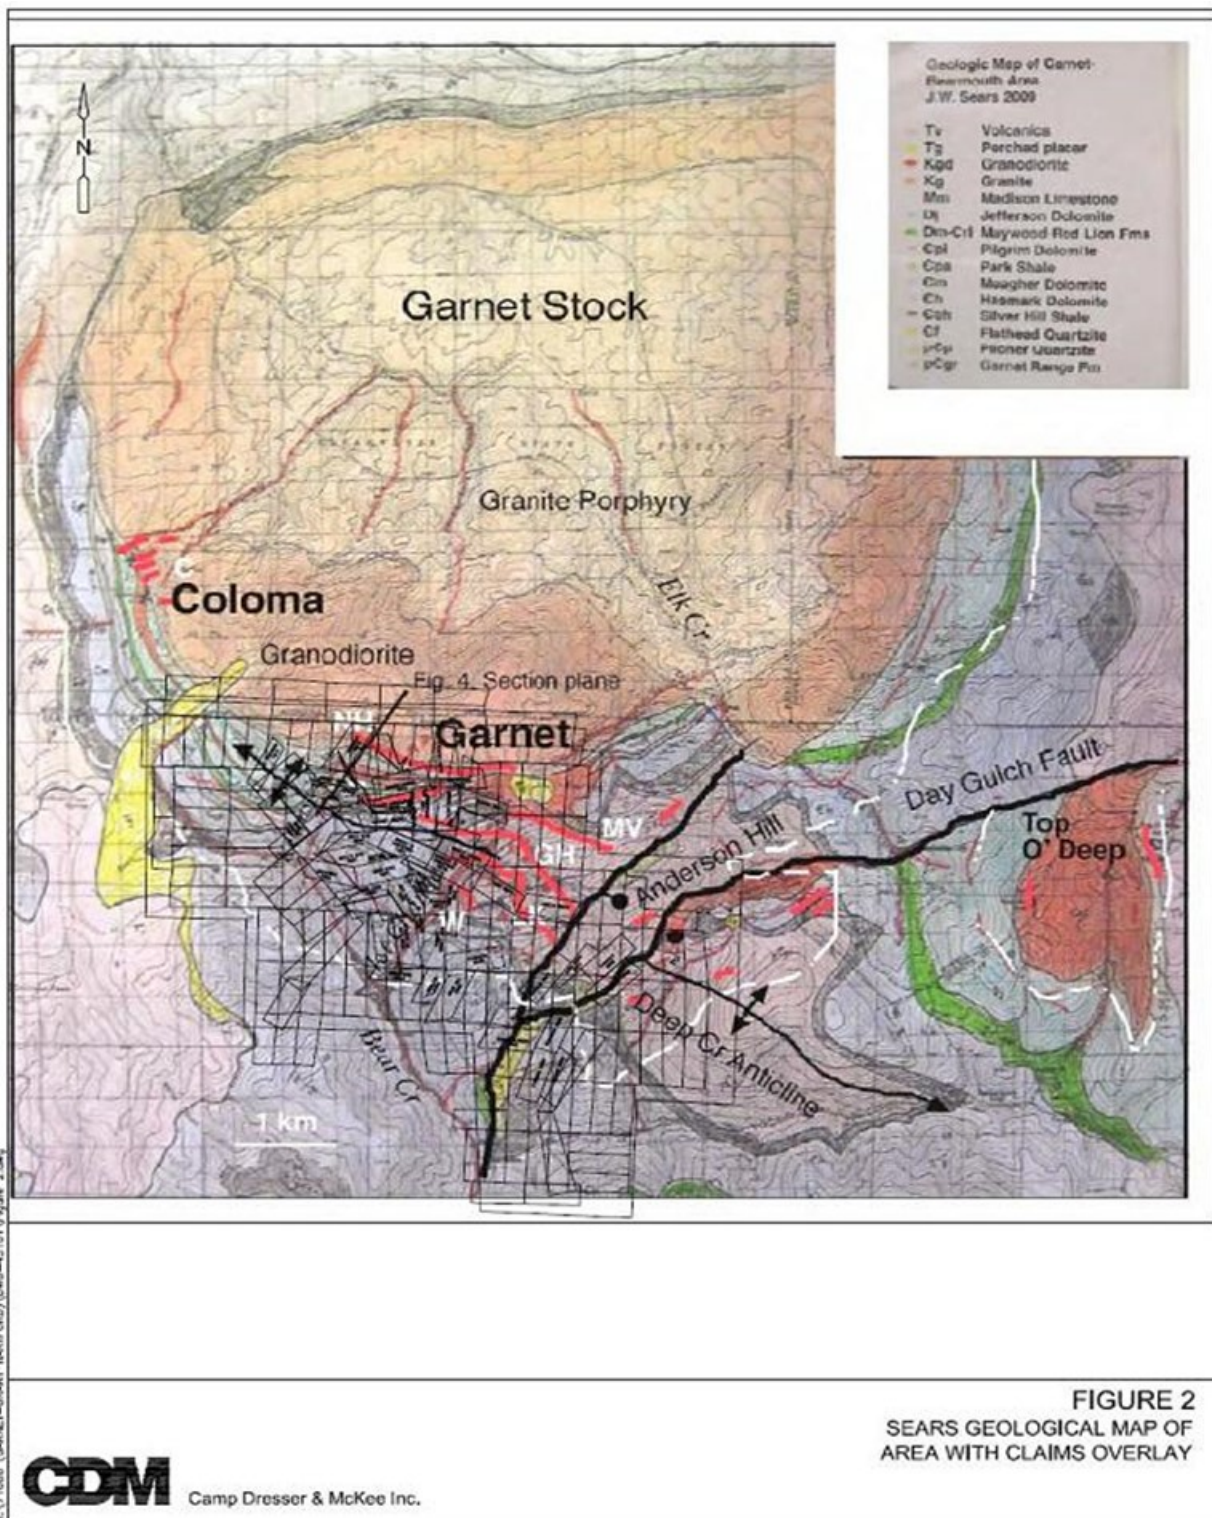 N
Geologic Map of Garnet-
Bearmouth Area
J.W. Sears 2009
Tv Volcanics
Tg Perched placer
Kgd Granodiorite
Kg Granite
Mm Madison Limestone
Dj Jefferson Dolomite
Dm-Crl Maywood-Red Lion Fms
Cpi Pilgrim Dolomite
Cpa Park Shale
Cm Meagher Dolomite
Ch Hasmark Dolomite
Csh Silver Hill Shale
Cf Flathead Quartzite
pCp Pilcher Quartzite
pCgr Garnet Range Fm
Garnet Stock
Granite Porphyry
Elk Cr
C
Coloma
Granodiorite
Fig. 4. Section plane
Garnet
MV
GH
W
Anderson Hill
Day Gulch Fault
Top
O' Deep
Deep Cr Anticline
Bear Cr
1 km
FIGURE 2
SEARS GEOLOGICAL MAP OF
AREA WITH CLAIMS OVERLAY
CDM
Camp Dresser & McKee Inc.